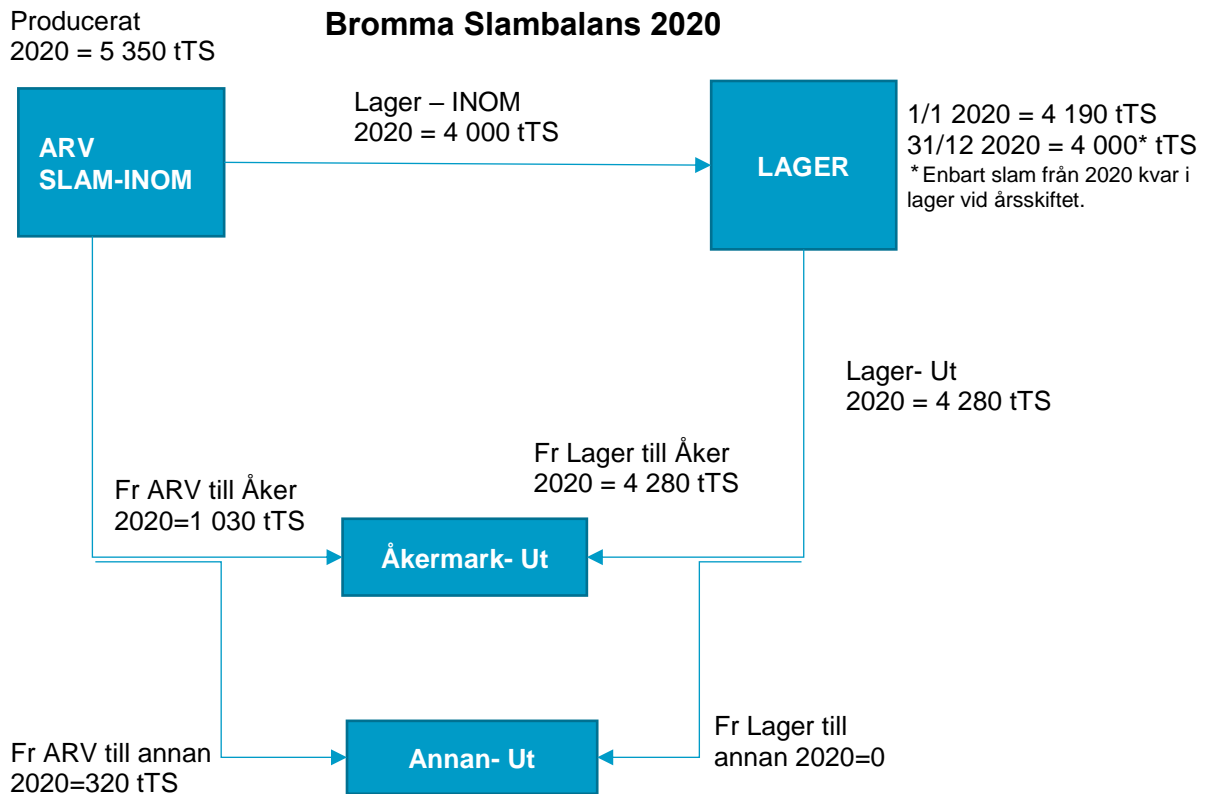 Producerat
2020 = 5 350 tTS
Bromma Slambalans 2020
ARV
SLAM-INOM
Lager – INOM
2020 = 4 000 tTS
LAGER
1/1 2020 = 4 190 tTS
31/12 2020 = 4 000* tTS
* Enbart slam från 2020 kvar i
lager vid årsskiftet.
Lager- Ut
2020 = 4 280 tTS
Fr Lager till Åker
2020 = 4 280 tTS
Fr ARV till Åker
2020=1 030 tTS
Åkermark- Ut
Fr ARV till annan
2020=320 tTS
Annan- Ut
Fr Lager till
annan 2020=0